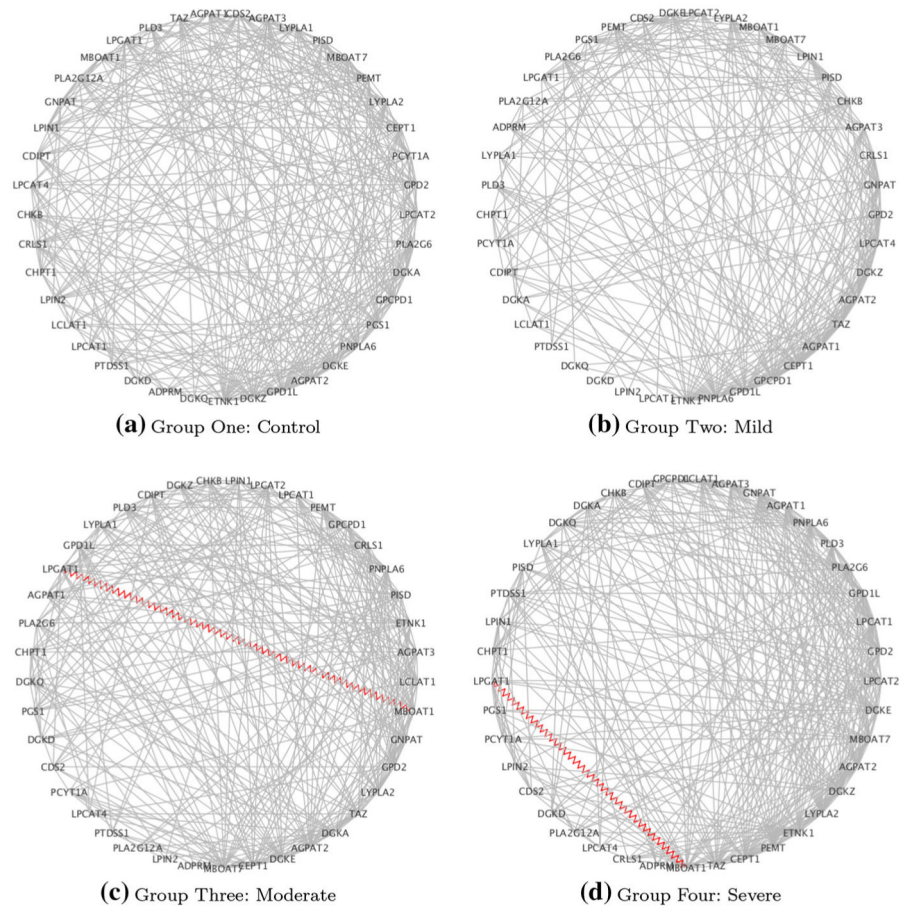 AGPAT1
CDS2
AGPAT3
LYPLA1
PISD
MBOAT7
PEMT
LYPLA2
CEPT1
PCYT1A
GPD2
LPCAT2
PLA2G6
DGKA
GPCPD1
PGS1
PNPLA6
DGKE
AGPAT2
GPD1L
DGKZ
ETNK1
DGKQ
ADPRM
DGKD
PTDSS1
LPCAT1
LCLAT1
LPIN2
CHPT1
CRLS1
CHKB
LPCAT4
CDIPT
LPIN1
GNPAT
PLA2G12A
MBOAT1
LPGAT1
PLD3
TAZ
(a) Group One: Control
DGKE
LPCAT2
LYPLA2
MBOAT1
MBOAT7
LPIN1
PISD
CHKB
AGPAT3
CRLS1
GNPAT
GPD2
LPCAT4
DGKZ
AGPAT2
TAZ
AGPAT1
CEPT1
GPCPD1
GPD1L
PNPLA6
ETNK1
LPCAT1
LPIN2
DGKD
DGKQ
PTDSS1
LCLAT1
DGKA
CDIPT
PCYT1A
CHPT1
PLD3
LYPLA1
ADPRM
PLA2G12A
LPGAT1
PLA2G6
PGS1
PEMT
CDS2
(b) Group Two: Mild
CHKB
LPIN1
LPCAT2
LPCAT1
PEMT
GPCPD1
CRLS1
PNPLA6
PISD
ETNK1
AGPAT3
LCLAT1
MBOAT1
GNPAT
GPD2
LYPLA2
TAZ
DGKA
AGPAT2
DGKE
CEPT1
MBOAT7
ADPRM
LPIN2
PLA2G12A
PTDSS1
LPCAT4
PCYT1A
CDS2
DGKD
PGS1
DGKQ
CHPT1
PLA2G6
AGPAT1
LPGAT1
GPD1L
LYPLA1
PLD3
CDIPT
DGKZ
(c) Group Three: Moderate
GPCPD1
LCLAT1
AGPAT3
GNPAT
AGPAT1
PNPLA6
PLD3
PLA2G6
GPD1L
LPCAT1
GPD2
LPCAT2
DGKE
MBOAT7
AGPAT2
DGKZ
LYPLA2
ETNK1
PEMT
CEPT1
TAZ
MBOAT1
ADPRM
CRLS1
LPCAT4
PLA2G12A
DGKD
CDS2
LPIN2
PCYT1A
PGS1
LPGAT1
CHPT1
LPIN1
PTDSS1
PISD
LYPLA1
DGKQ
DGKA
CHKB
CDIPT
(d) Group Four: Severe